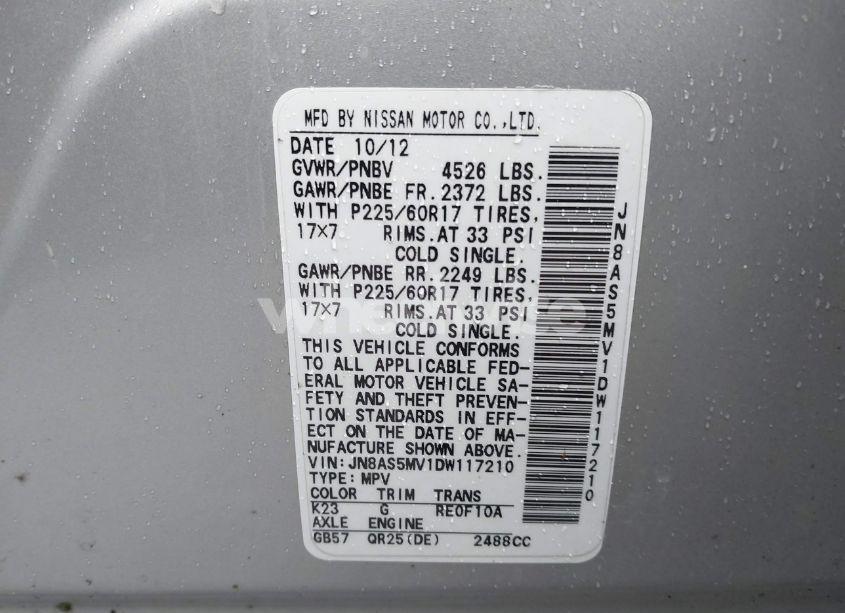 MFD BY NISSAN MOTOR CO.,LTD.
DATE 10/12
GVWR/PNBV 4526 LBS.
GAWR/PNBE FR. 2372 LBS.
WITH P225/60R17 TIRES,
17×7 RIMS.AT 33 PSI
COLD SINGLE.
GAWR/PNBE RR. 2249 LBS.
WITH P225/60R17 TIRES,
17×7 RIMS.AT 33 PSI
COLD SINGLE.
THIS VEHICLE CONFORMS
TO ALL APPLICABLE FED-
ERAL MOTOR VEHICLE SA-
FETY AND THEFT PREVEN-
TION STANDARDS IN EFF-
ECT ON THE DATE OF MA-
NUFACTURE SHOWN ABOVE.
VIN:JN8AS5MV1DW117210
TYPE: MPV
COLOR TRIM TRANS
K23 G RE0F10A
AXLE ENGINE
GB57 QR25(DE) 2488CC
JN8AS5MV1DW117210